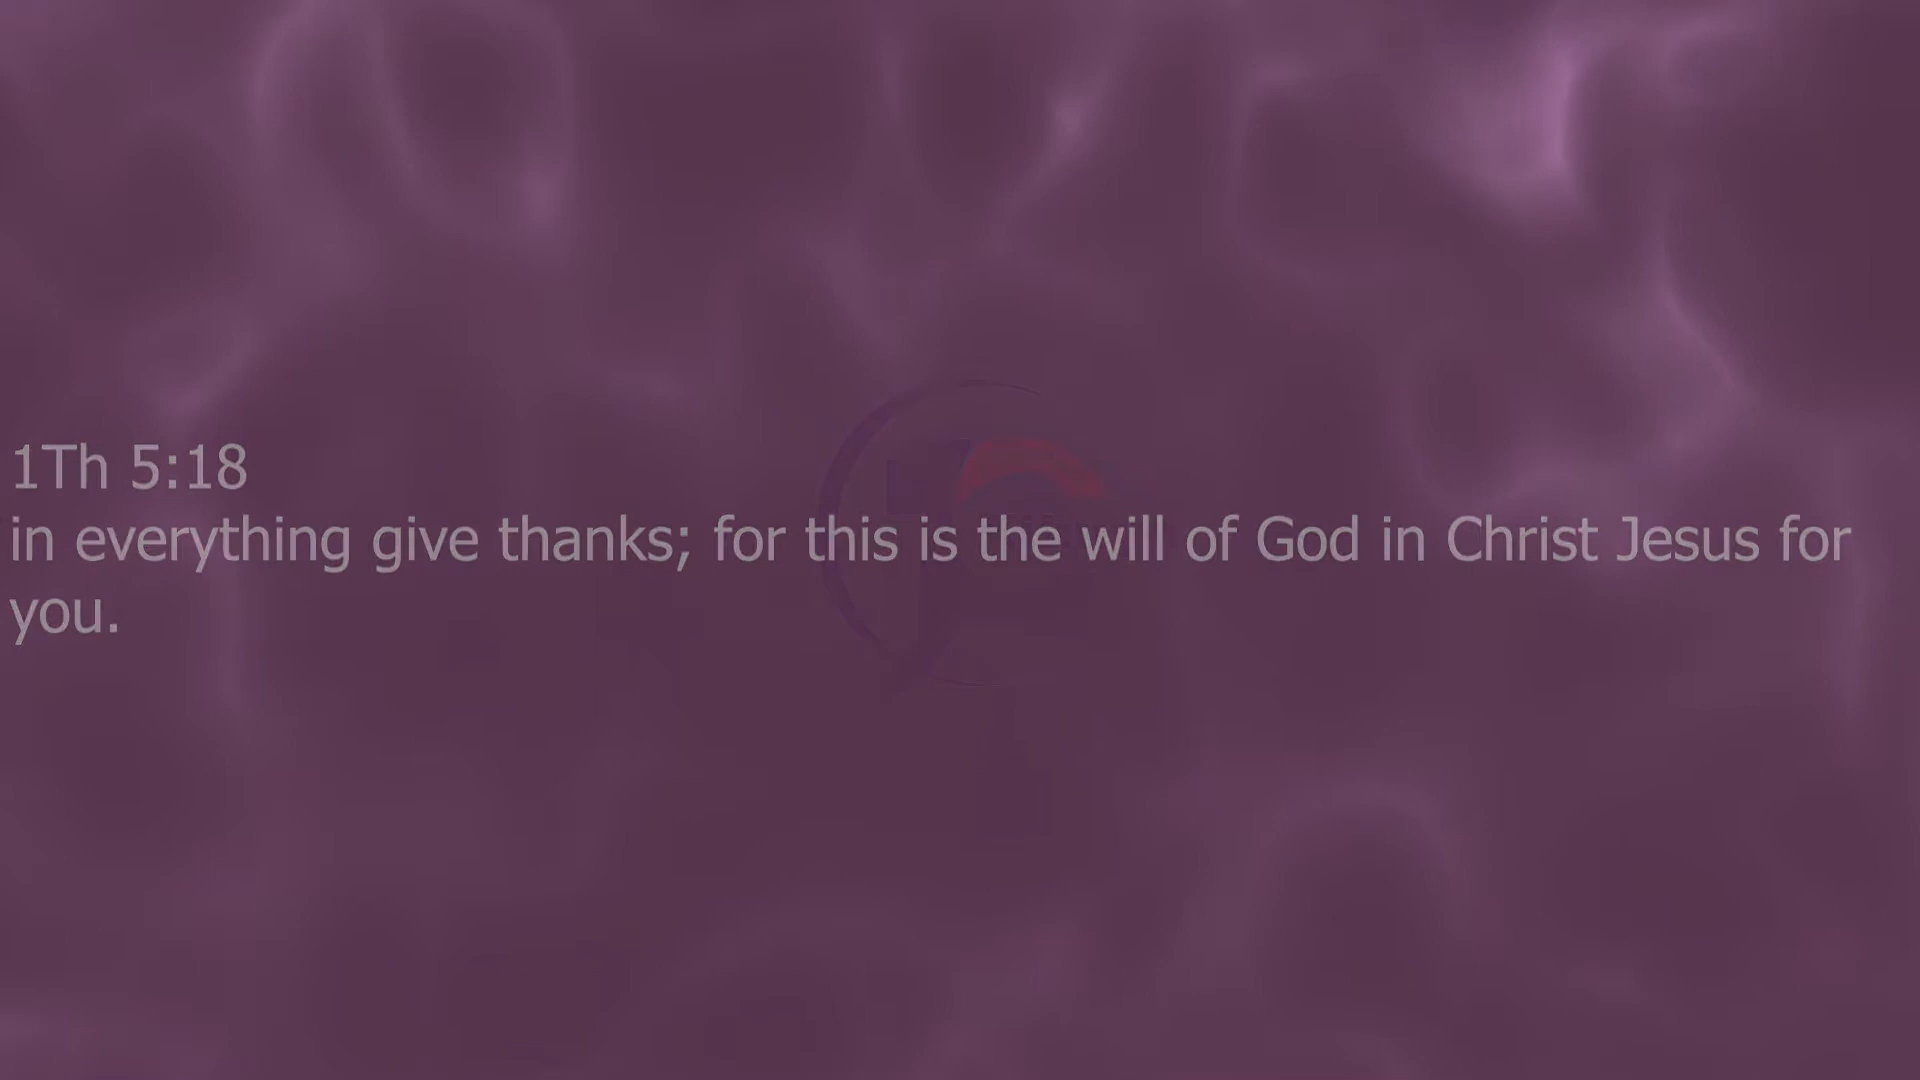 1Th 5:18
in everything give thanks; for this is the will of God in Christ Jesus for
you.